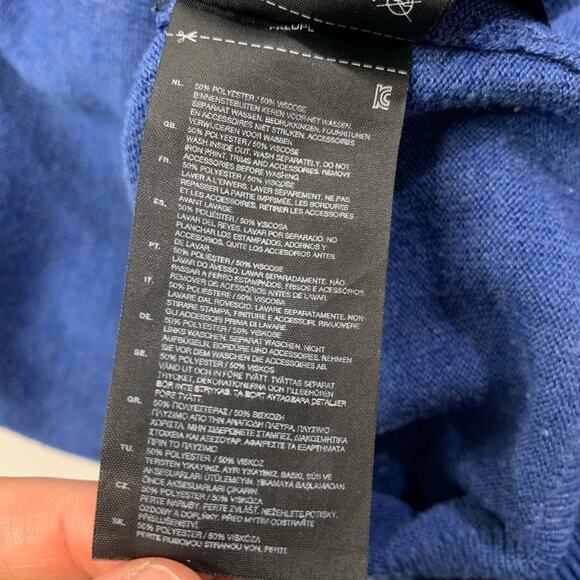 NL. 50% POLYESTER / 50% VISCOSE
BINNENSTEBUITEN KEREN VOOR HET WASSEN
SEPARAAT WASSEN. BEDRUKKINGEN, FOURNITUREN
EN ACCESSOIRES NIET STRIJKEN. ACCESSOIRES
VERWIJDEREN VOOR WASSEN
GB. 50% POLYESTER / 50% VISCOSE
WASH INSIDE OUT. WASH SEPARATELY. DO NOT
IRON PRINT, TRIMS AND ACCESSORIES. REMOVE
ACCESSORIES BEFORE WASHING.
FR. 50% POLYESTER / 50% VISCOSE
LAVER A L'ENVERS. LAVER SÉPAREMENT. NE PAS
REPASSER LA PARTIE IMPRIMÉE, LES BORDURES
ET LES ACCESSOIRES. RETIRER LES ACCESSOIRES
AVANT LAVAGE.
ES. 50% POLIÉSTER / 50% VISCOSA
LAVAR DEL REYES. LAVAR POR SEPARADO. NO
PLANCHAR LOS ESTAMPADOS, ADORNOS Y
ACCESORIOS. QUITE LOS ACCESORIOS ANTES
DE LAVAR.
PT. 50% POLIÉSTER / 50% VISCOSE
LAVAR DO AVESSO. LAVAR SEPARADAMENTE. NÃO
PASSAR A FERRO ESTAMPADOS, FRISOS E ACESSÓRIOS
REMOVER OS ACESSÓRIOS ANTES DE LAVAR.
IT. 50% POLIESTERE / 50% VISCOSA
LAVARE DAL ROVESCIO. LAVARE SEPARATAMENTE. NON
STIRARE STAMPA, FINITURE E ACCESSORI. RIMUOVERE
GLI ACCESSORI PRIMA DI LAVARE.
DE. 50% POLYESTER / 50% VISKOSE
LINKS WASCHEN. SEPARAT WASCHEN. NICHT
AUFBÜGELN. BORDÜRE UND ACCESSOIRES. NEHMEN
SIE VOR DEM WASCHEN DIE ACCESSOIRES AB.
SE. 50% POLYESTER / 50% VISKOS
VÄND UT OCH IN FÖRE TVÄTT. TVÄTTAS SEPARAT
TRYCKET, DEKORATIONERNA OCH TILLBEHÖREN
BÖR INTE STRYKAS. TA BORT AVTAGBARA DETALJER
FÖRE TVÄTT.
GR. 50% ΠΟΛΥΕΣΤΕΡΑΣ / 50% ΒΙΣΚΟΖΗ
ΠΛΥΣΙΜΟ ΑΠΟ ΤΗΝ ΑΝΑΠΟΔΗ ΠΛΕΥΡΑ, ΠΛΥΣΙΜΟ
ΧΩΡΙΣΤΑ. ΜΗΝ ΣΙΔΕΡΩΝΕΤΕ ΣΤΑΜΠΕΣ, ΔΙΑΚΟΣΜΗΤΙΚΑ
ΣΤΟΙΧΕΙΑ ΚΑΙ ΑΞΕΣΟΥΑΡ. ΑΦΑΙΡΕΣΤΕ ΤΑ ΕΞΑΡΤΗΜΑΤΑ
ΠΡΙΝ ΤΟ ΠΛΥΣΙΜΟ.
TU. 50% POLYESTER / 50% VISKOZ
TERSTEN YIKAYINIZ. AYRI YIKAYINIZ. BASKI, SÜS VE
AKSESUARLARI ÜTÜLEMEYİN. YIKAMAYA BAŞLAMADAN
ÖNCE AKSESUARLARI ÇIKARIN.
CZ. 50% POLYESTER / 50% VISKÓZA
PERTE NARUBY. PERTE ZVLÁŠŤ. NEŽEHLETE POTISK,
OZDOBY A DOPLŇKY. PŘED MYTÍM ODSTRAŇTE
PŘÍSLUŠENSTVÍ.
SK. 50% POLYESTER / 50% VISKÓZA
PERTE RUBOVOU STRANOU VON. PERTE